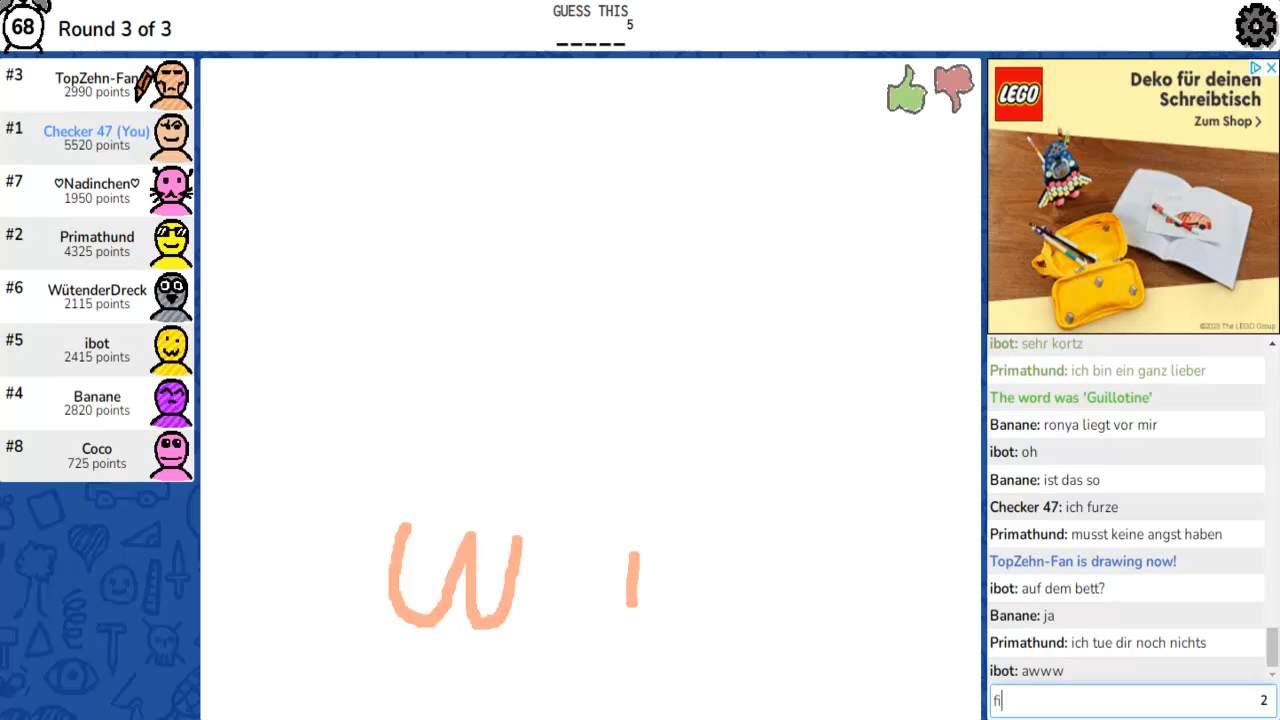 68
Round 3 of 3
GUESS THIS
5
_____
#3 TopZehn-Fan
2990 points
#1 Checker 47 (You)
5520 points
#7 ♡Nadinchen♡
1950 points
#2 Primathund
4325 points
#6 WütenderDreck
2115 points
#5 ibot
2415 points
#4 Banane
2820 points
#8 Coco
725 points
W I
LEGO
Deko für deinen
Schreibtisch
Zum Shop >
©2023 The LEGO Group
ibot: sehr kortz
Primathund: ich bin ein ganz lieber
The word was 'Guillotine'
Banane: ronya liegt vor mir
ibot: oh
Banane: ist das so
Checker 47: ich furze
Primathund: musst keine angst haben
TopZehn-Fan is drawing now!
ibot: auf dem bett?
Banane: ja
Primathund: ich tue dir noch nichts
ibot: awww
fi 2